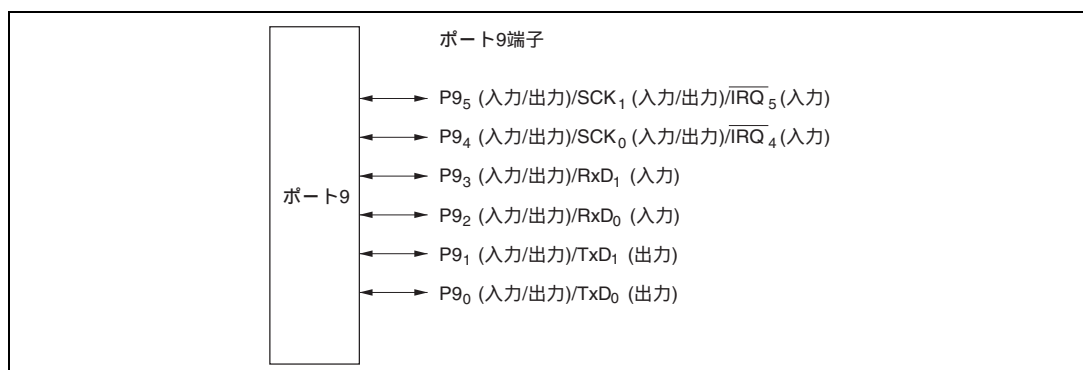 ポート9端子
P9₅ (入力/出力)/SCK₁ (入力/出力)/I̅R̅Q̅₅(入力)
P9₄ (入力/出力)/SCK₀ (入力/出力)/I̅R̅Q̅₄(入力)
P9₃ (入力/出力)/RxD₁ (入力)
ポート9
P9₂ (入力/出力)/RxD₀ (入力)
P9₁ (入力/出力)/TxD₁ (出力)
P9₀ (入力/出力)/TxD₀ (出力)